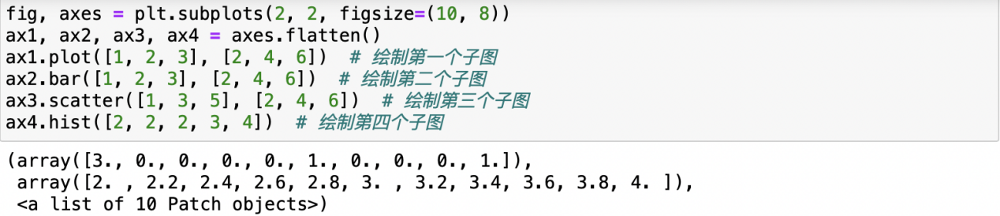 fig, axes = plt.subplots(2, 2, figsize=(10, 8))
ax1, ax2, ax3, ax4 = axes.flatten()
ax1.plot([1, 2, 3], [2, 4, 6])  # 绘制第一个子图
ax2.bar([1, 2, 3], [2, 4, 6])  # 绘制第二个子图
ax3.scatter([1, 3, 5], [2, 4, 6])  # 绘制第三个子图
ax4.hist([2, 2, 2, 3, 4])  # 绘制第四个子图
(array([3., 0., 0., 0., 0., 1., 0., 0., 0., 1.]),
 array([2. , 2.2, 2.4, 2.6, 2.8, 3. , 3.2, 3.4, 3.6, 3.8, 4. ]),
 <a list of 10 Patch objects>)